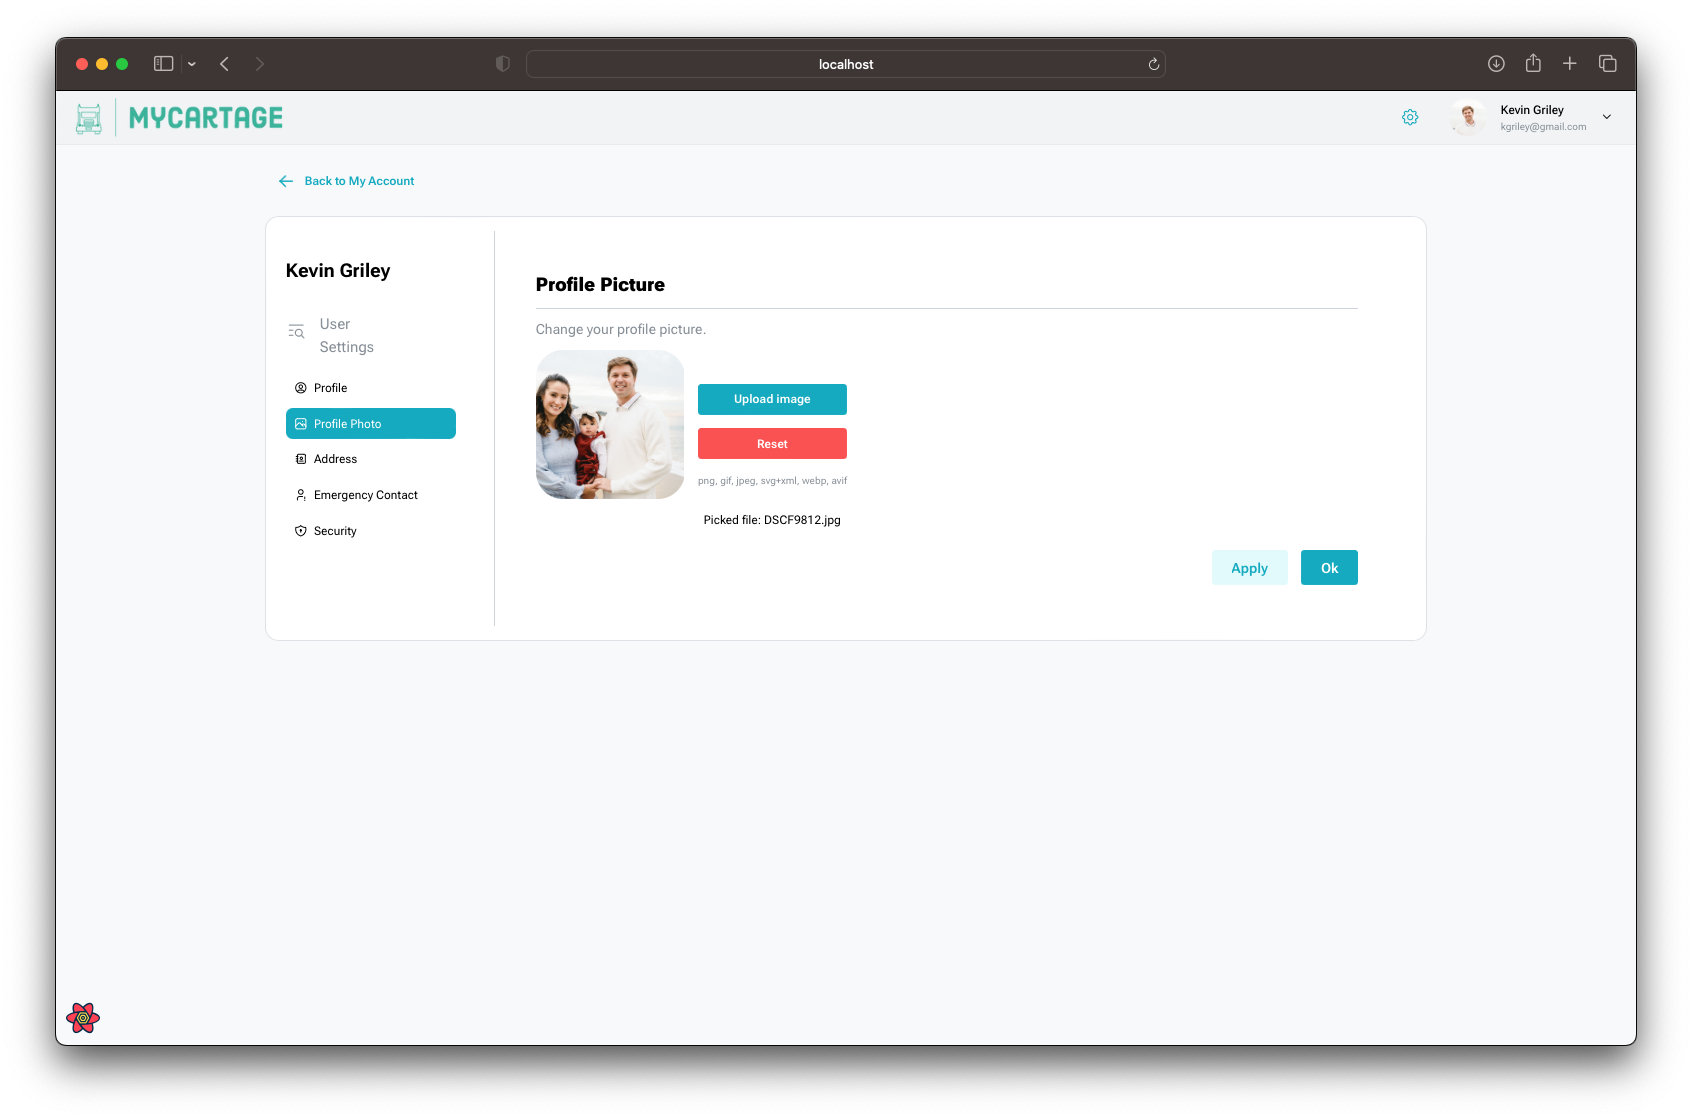 localhost
MYCARTAGE
Kevin Griley
kgriley@gmail.com
Back to My Account
Kevin Griley
User
Settings
Profile
Profile Photo
Address
Emergency Contact
Security
Profile Picture
Change your profile picture.
Upload image
Reset
png, gif, jpeg, svg+xml, webp, avif
Picked file: DSCF9812.jpg
Apply
Ok